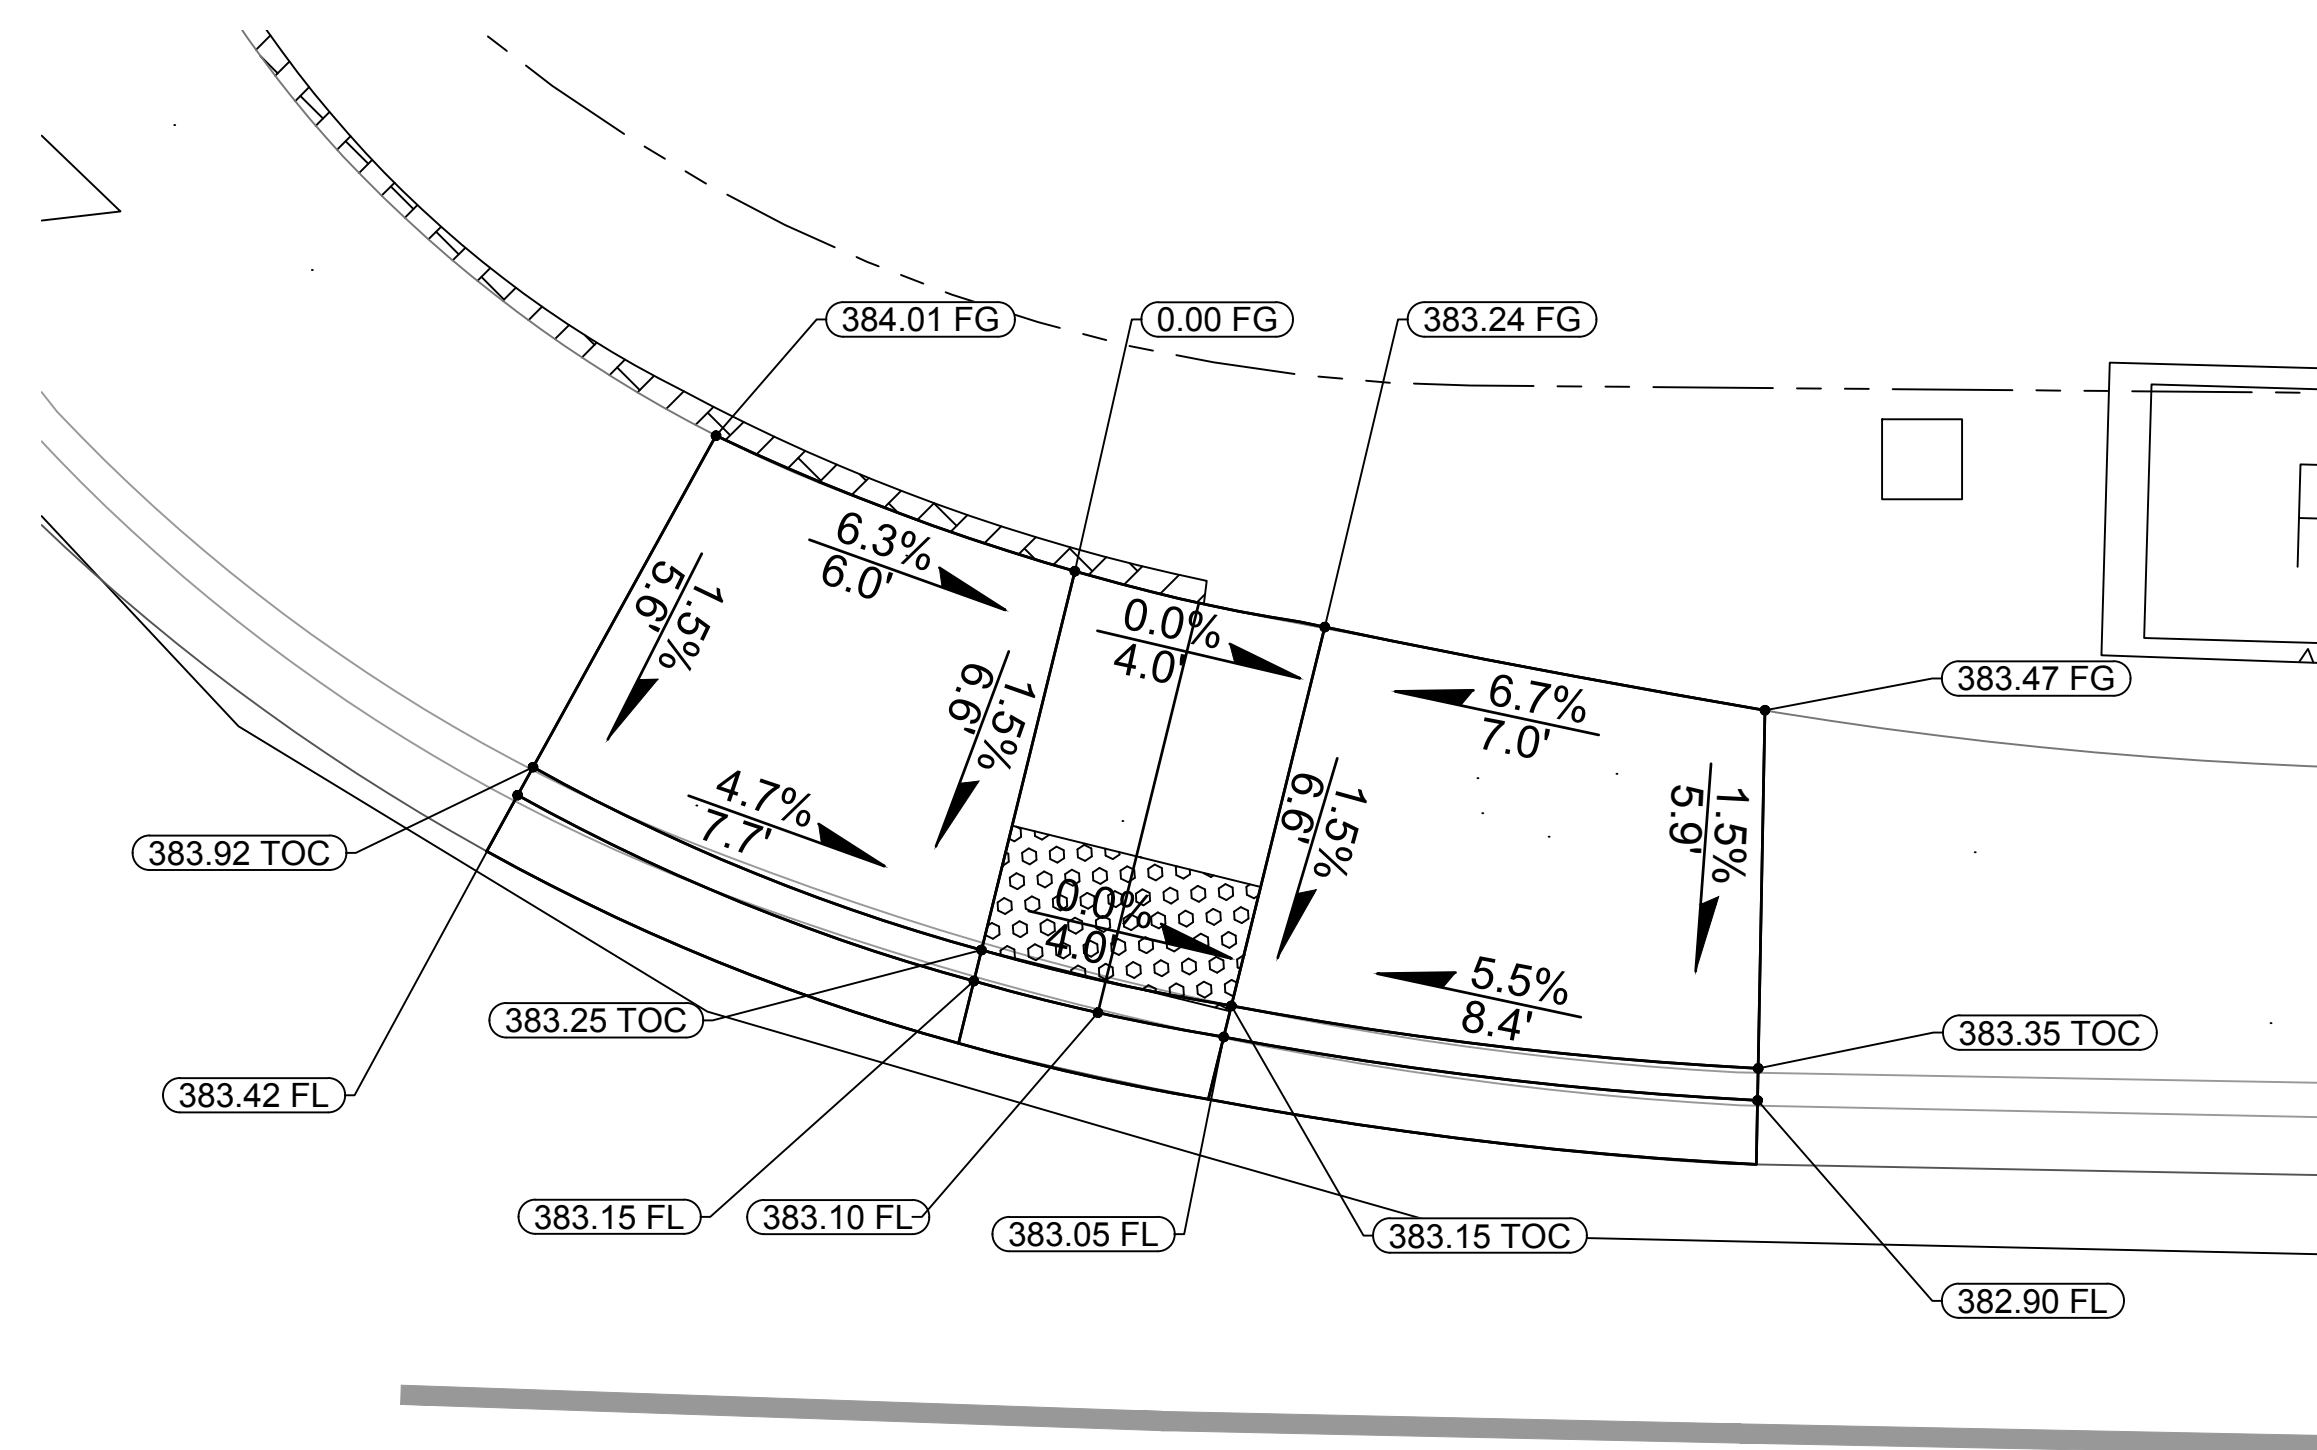 384.01 FG
0.00 FG
383.24 FG
6.3%
6.0'
1.5%
5.6'
0.0%
4.0'
383.47 FG
6.7%
7.0'
1.5%
6.6'
4.7%
7.7'
1.5%
6.6'
1.5%
5.9'
383.92 TOC
0.0%
4.0'
5.5%
8.4'
383.25 TOC
383.35 TOC
383.42 FL
383.15 FL
383.10 FL
383.05 FL
383.15 TOC
382.90 FL